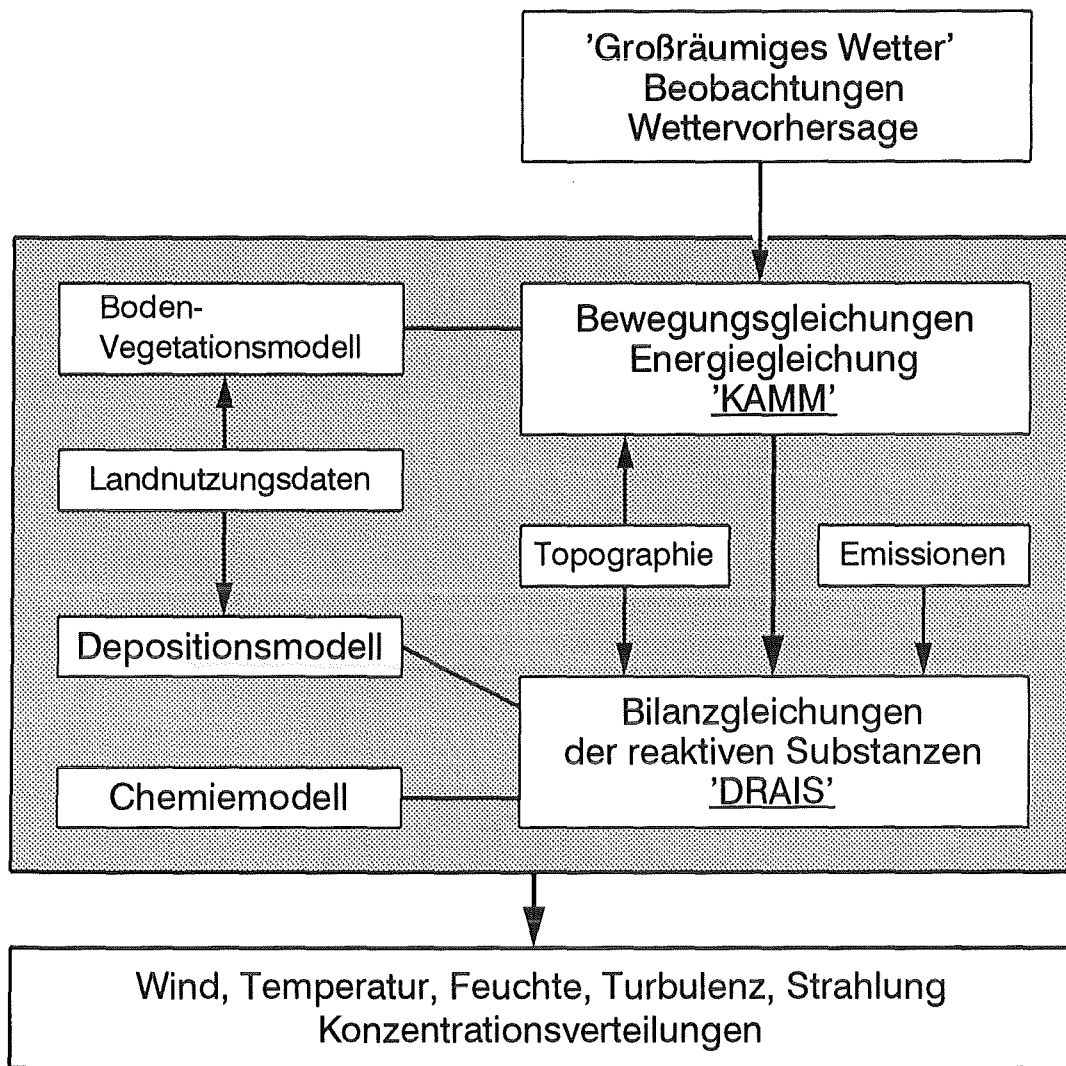 ’Großräumiges Wetter’
Beobachtungen
Wettervorhersage
Boden-
Vegetationsmodell
Bewegungsgleichungen
Energiegleichung
’KAMM’
Landnutzungsdaten
Topographie
Emissionen
Depositionsmodell
Bilanzgleichungen
der reaktiven Substanzen
’DRAIS’
Chemiemodell
Wind, Temperatur, Feuchte, Turbulenz, Strahlung
Konzentrationsverteilungen